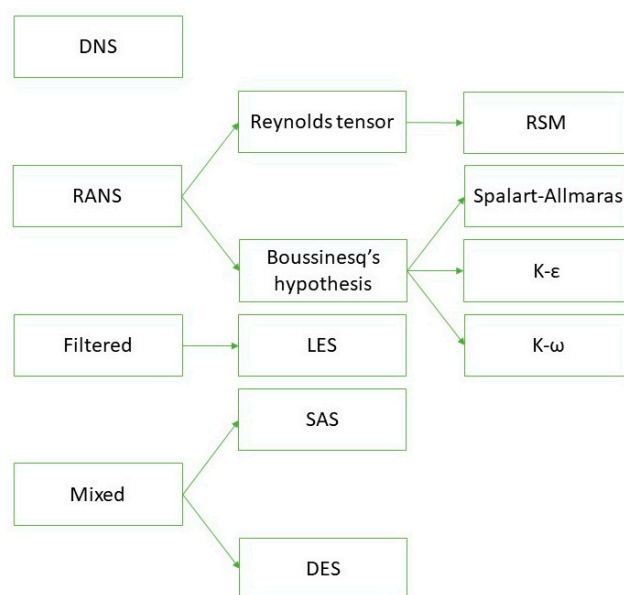 DNS
Reynolds tensor
RSM
RANS
Spalart-Allmaras
Boussinesq's
hypothesis
K-ε
Filtered
LES
K-ω
SAS
Mixed
DES